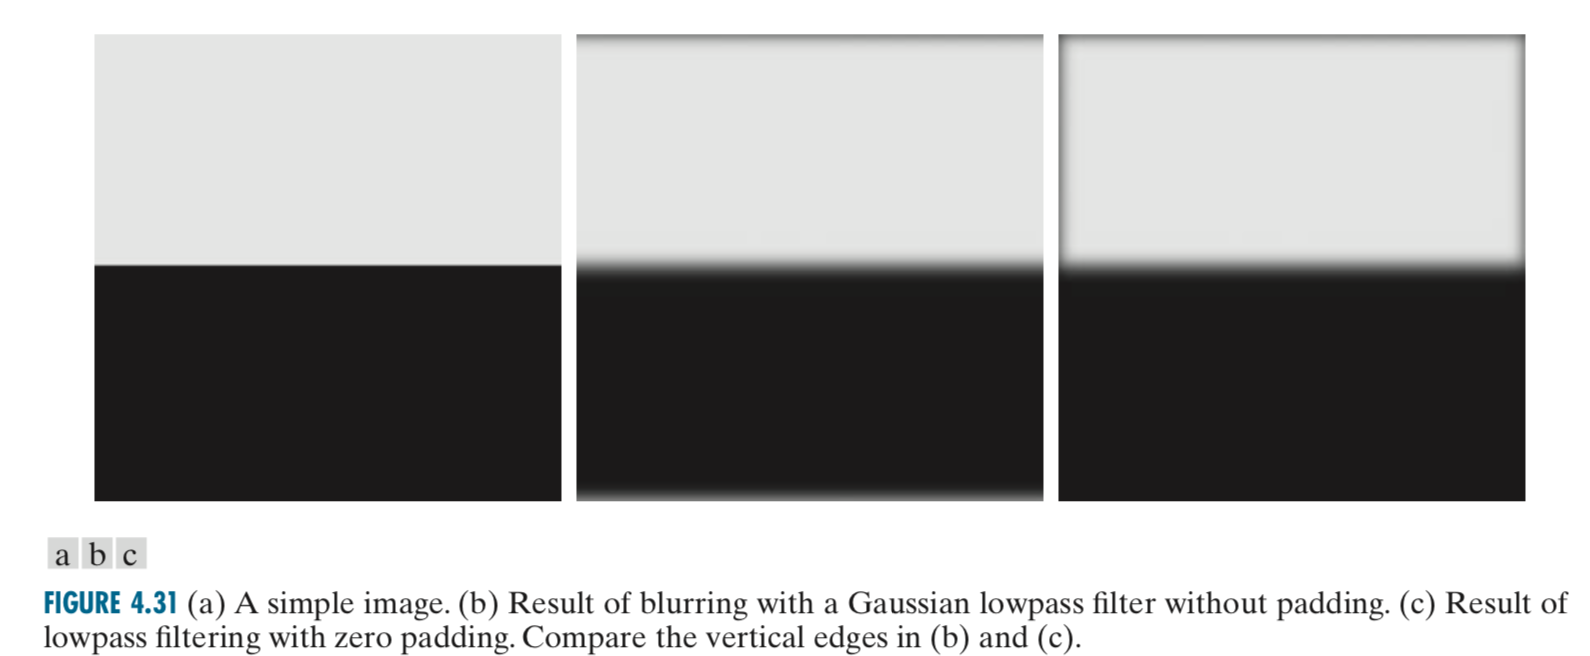 a b c
FIGURE 4.31 (a) A simple image. (b) Result of blurring with a Gaussian lowpass filter without padding. (c) Result of
lowpass filtering with zero padding. Compare the vertical edges in (b) and (c).